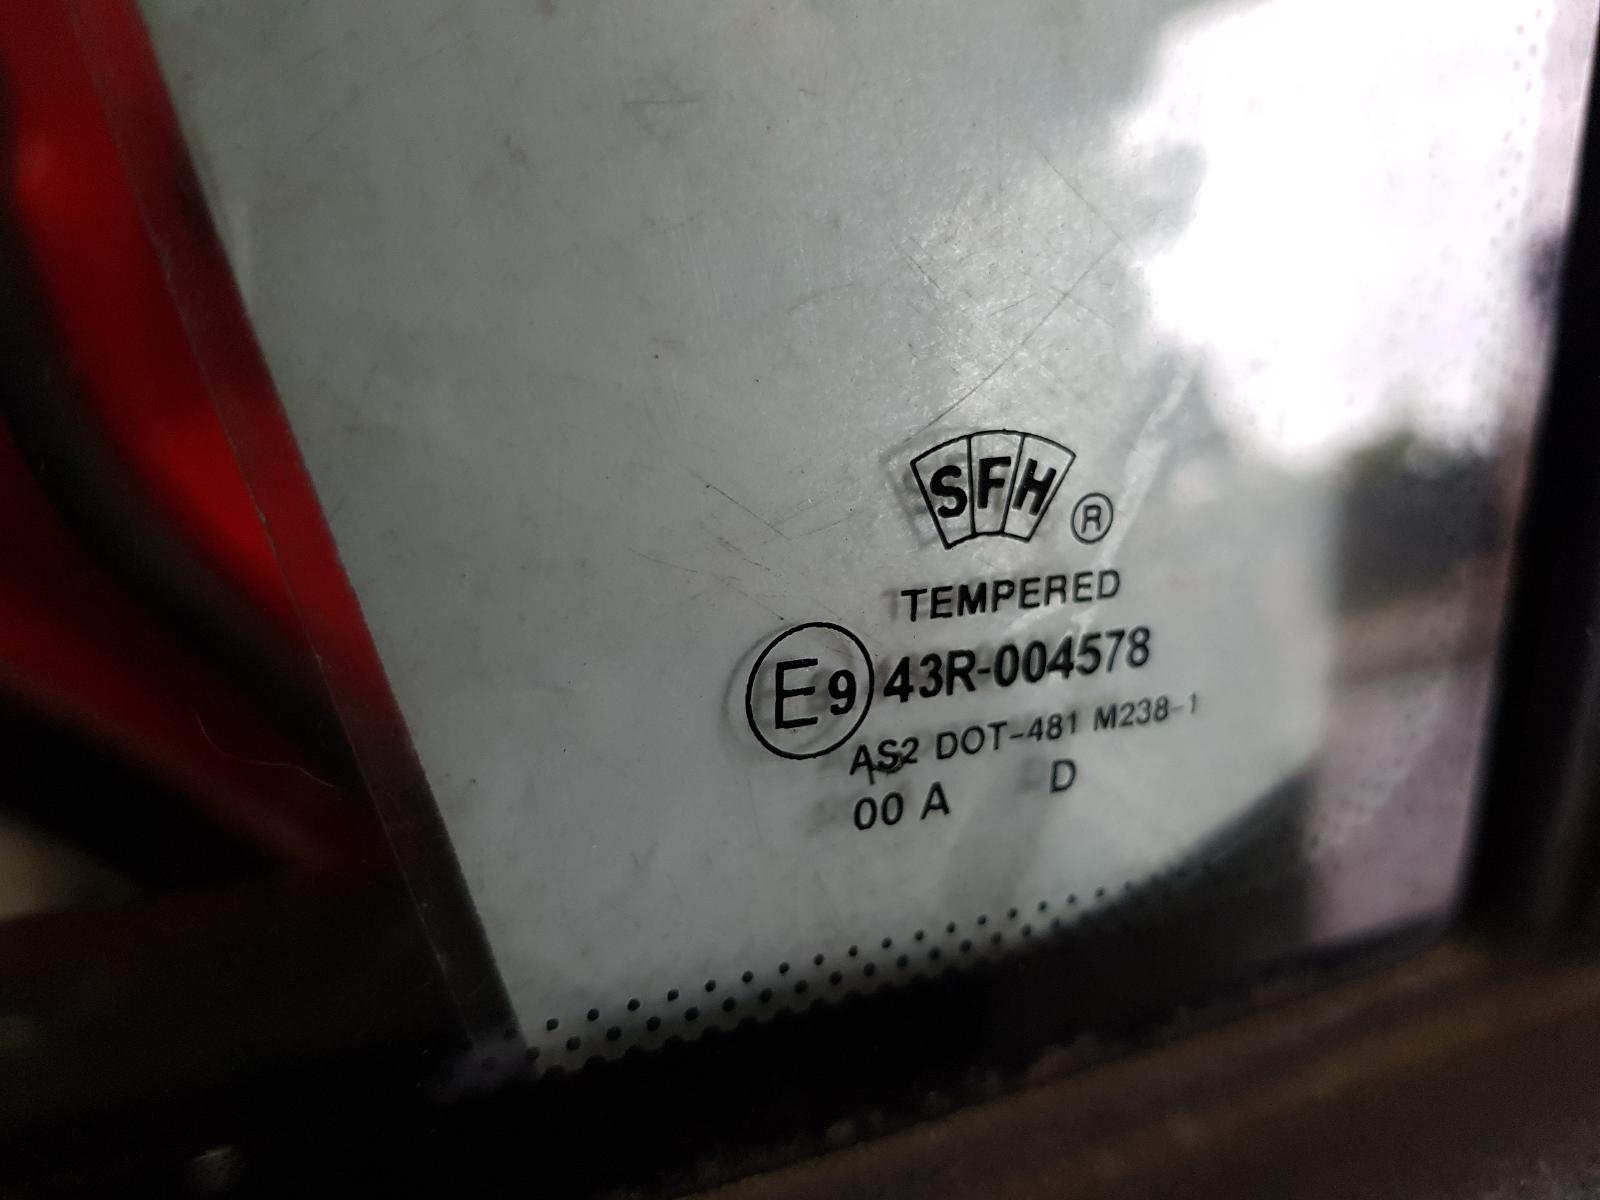 SFH ®
TEMPERED
E9 43R-004578
AS2 DOT-481 M238-1
00 A D